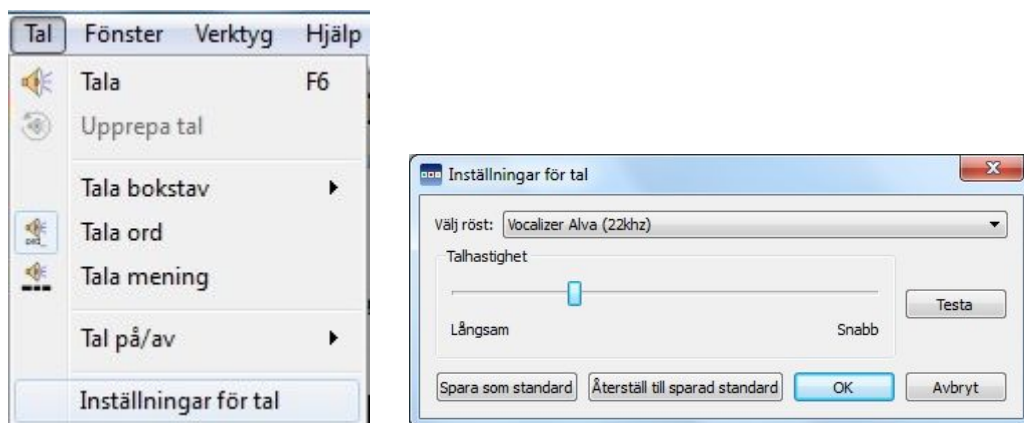 Tal Fönster Verktyg Hjälp
Tala F6
Upprepa tal
Tala bokstav
Tala ord
Tala mening
Tal på/av
Inställningar för tal
Inställningar för tal
Välj röst: Vocalizer Alva (22khz)
Talhastighet
Testa
Långsam Snabb
Spara som standard Återställ till sparad standard OK Avbryt